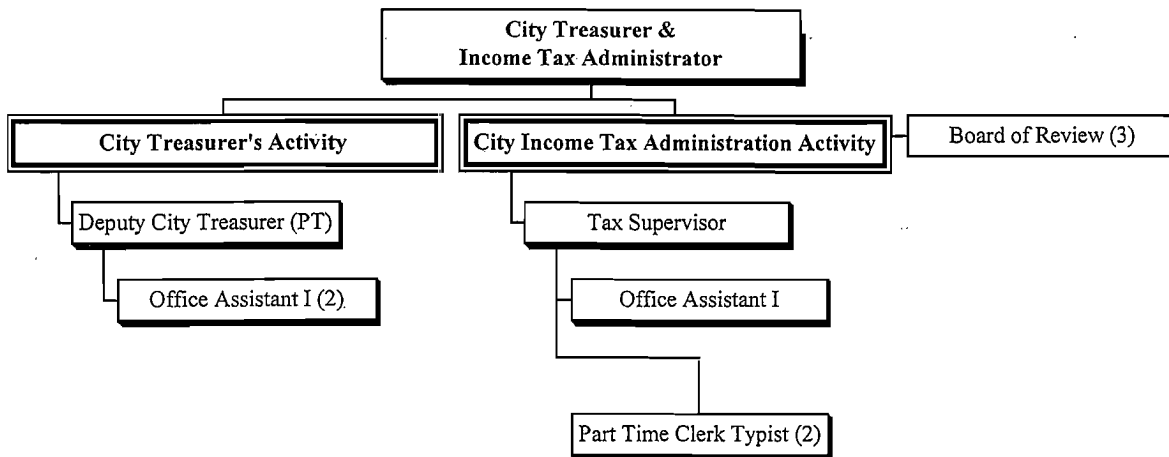 City Treasurer &
Income Tax Administrator
City Treasurer's Activity
City Income Tax Administration Activity
Board of Review (3)
Deputy City Treasurer (PT)
Tax Supervisor
Office Assistant I (2)
Office Assistant I
Part Time Clerk Typist (2)